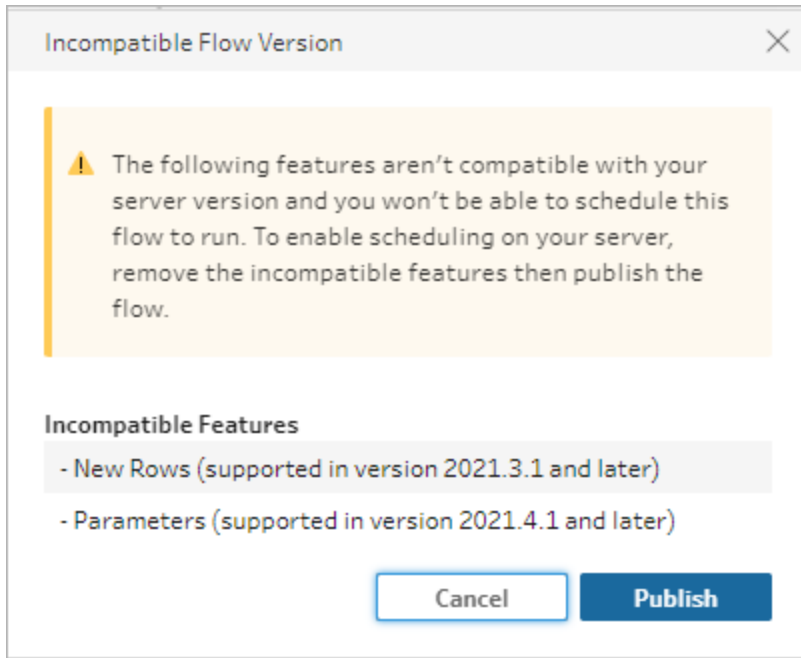 Incompatible Flow Version
The following features aren't compatible with your
server version and you won't be able to schedule this
flow to run. To enable scheduling on your server,
remove the incompatible features then publish the
flow.
Incompatible Features
- New Rows (supported in version 2021.3.1 and later)
- Parameters (supported in version 2021.4.1 and later)
Cancel
Publish